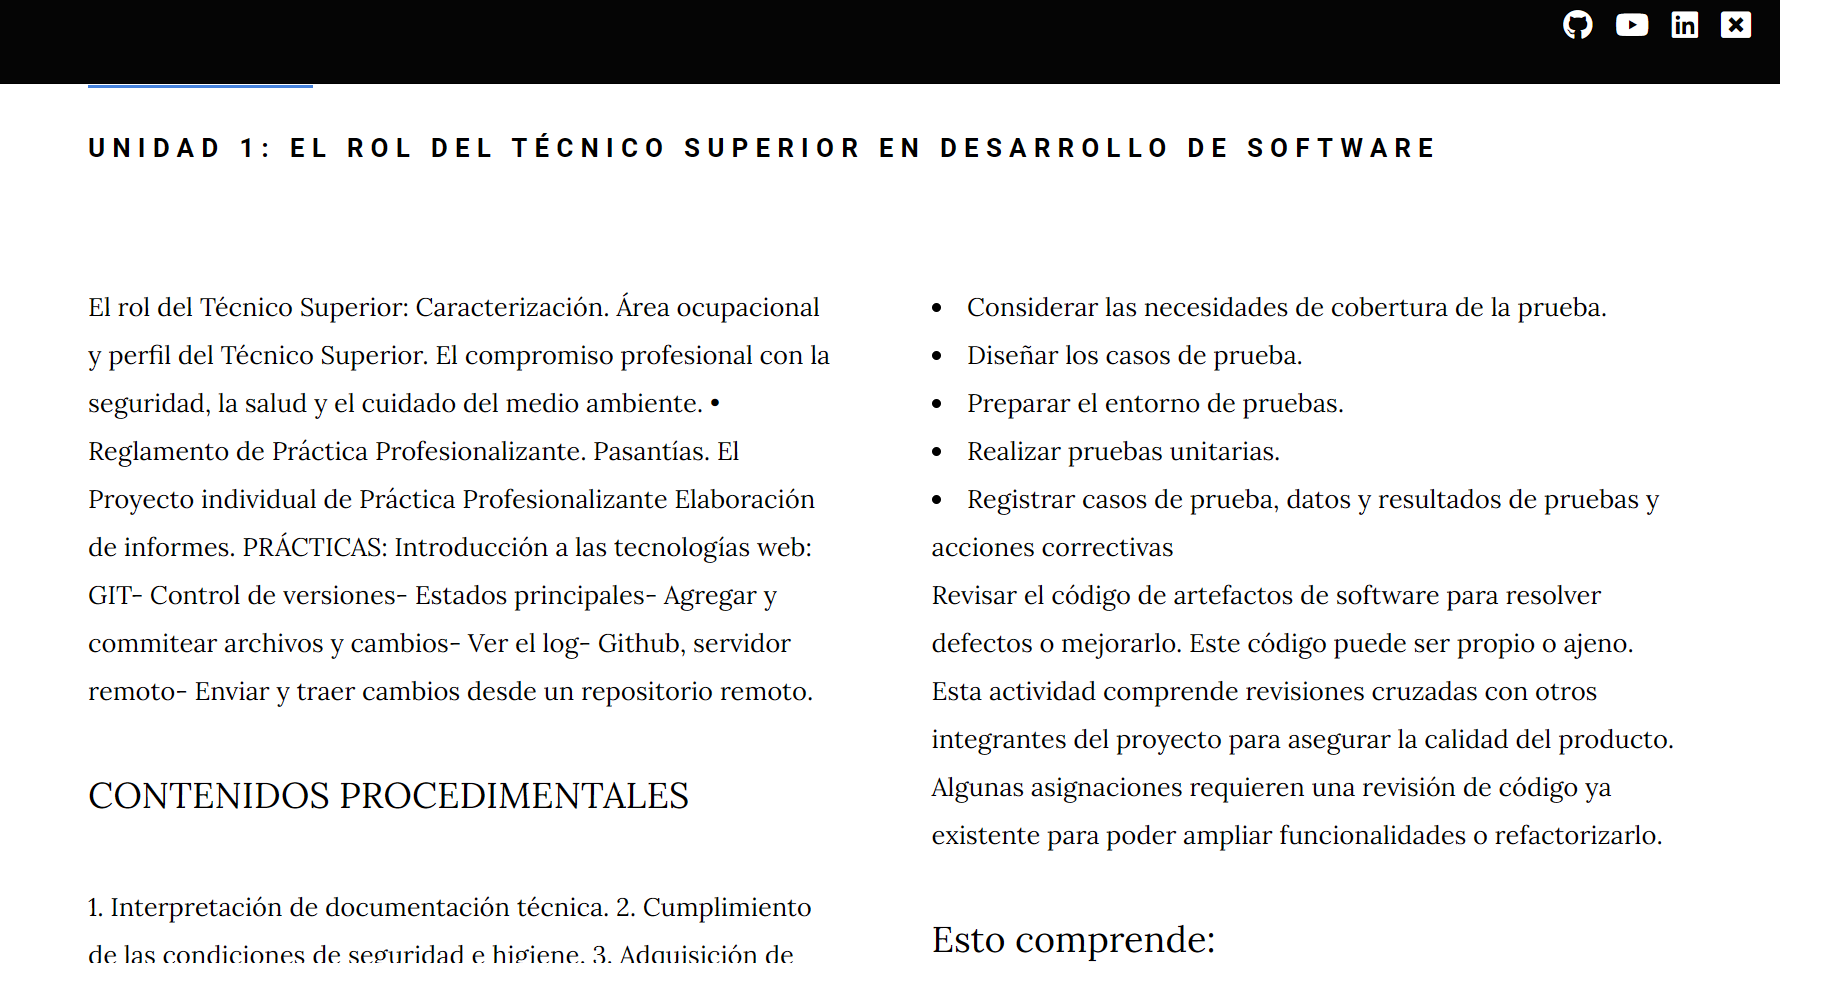 UNIDAD 1: EL ROL DEL TÉCNICO SUPERIOR EN DESARROLLO DE SOFTWARE
El rol del Técnico Superior: Caracterización. Área ocupacional
y perfil del Técnico Superior. El compromiso profesional con la
seguridad, la salud y el cuidado del medio ambiente. •
Reglamento de Práctica Profesionalizante. Pasantías. El
Proyecto individual de Práctica Profesionalizante Elaboración
de informes. PRÁCTICAS: Introducción a las tecnologías web:
GIT- Control de versiones- Estados principales- Agregar y
commitear archivos y cambios- Ver el log- Github, servidor
remoto- Enviar y traer cambios desde un repositorio remoto.
CONTENIDOS PROCEDIMENTALES
1. Interpretación de documentación técnica. 2. Cumplimiento
de las condiciones de seguridad e higiene. 3. Adquisición de
• Considerar las necesidades de cobertura de la prueba.
• Diseñar los casos de prueba.
• Preparar el entorno de pruebas.
• Realizar pruebas unitarias.
• Registrar casos de prueba, datos y resultados de pruebas y
acciones correctivas
Revisar el código de artefactos de software para resolver
defectos o mejorarlo. Este código puede ser propio o ajeno.
Esta actividad comprende revisiones cruzadas con otros
integrantes del proyecto para asegurar la calidad del producto.
Algunas asignaciones requieren una revisión de código ya
existente para poder ampliar funcionalidades o refactorizarlo.
Esto comprende: